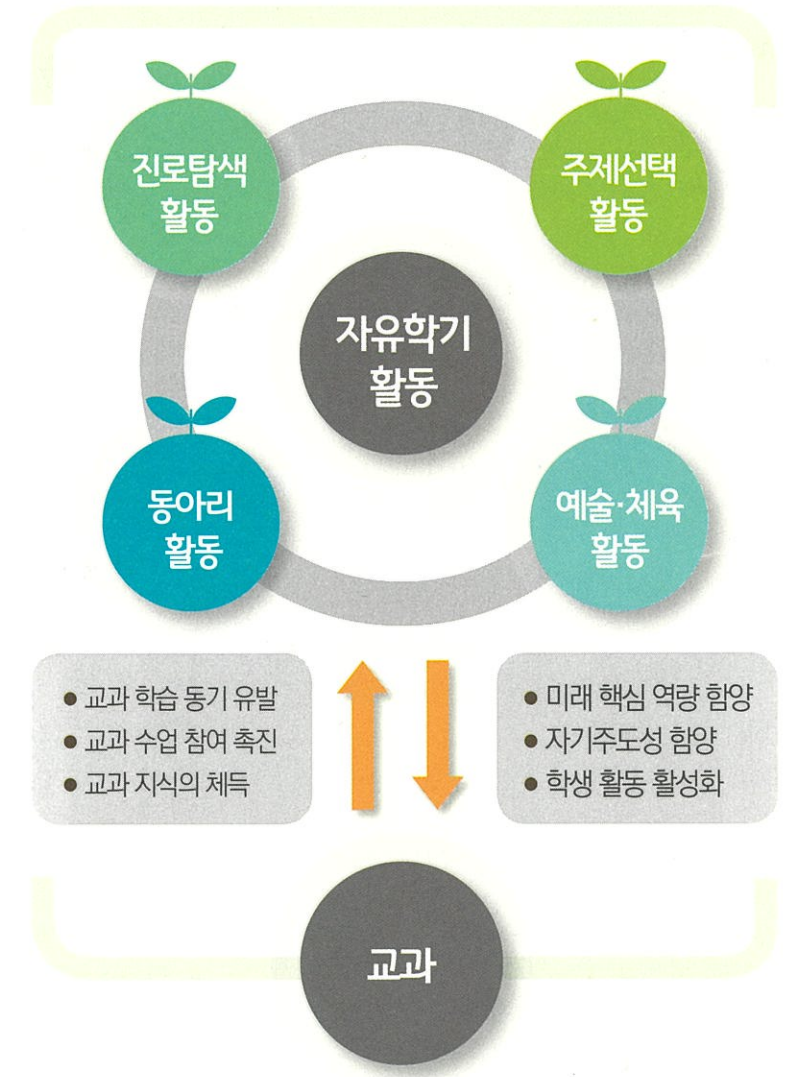 진로탐색
활동
주제선택
활동
자유학기
활동
동아리
활동
예술·체육
활동
● 교과 학습 동기 유발
● 교과 수업 참여 촉진
● 교과 지식의 체득
● 미래 핵심 역량 함양
● 자기주도성 함양
● 학생 활동 활성화
교과